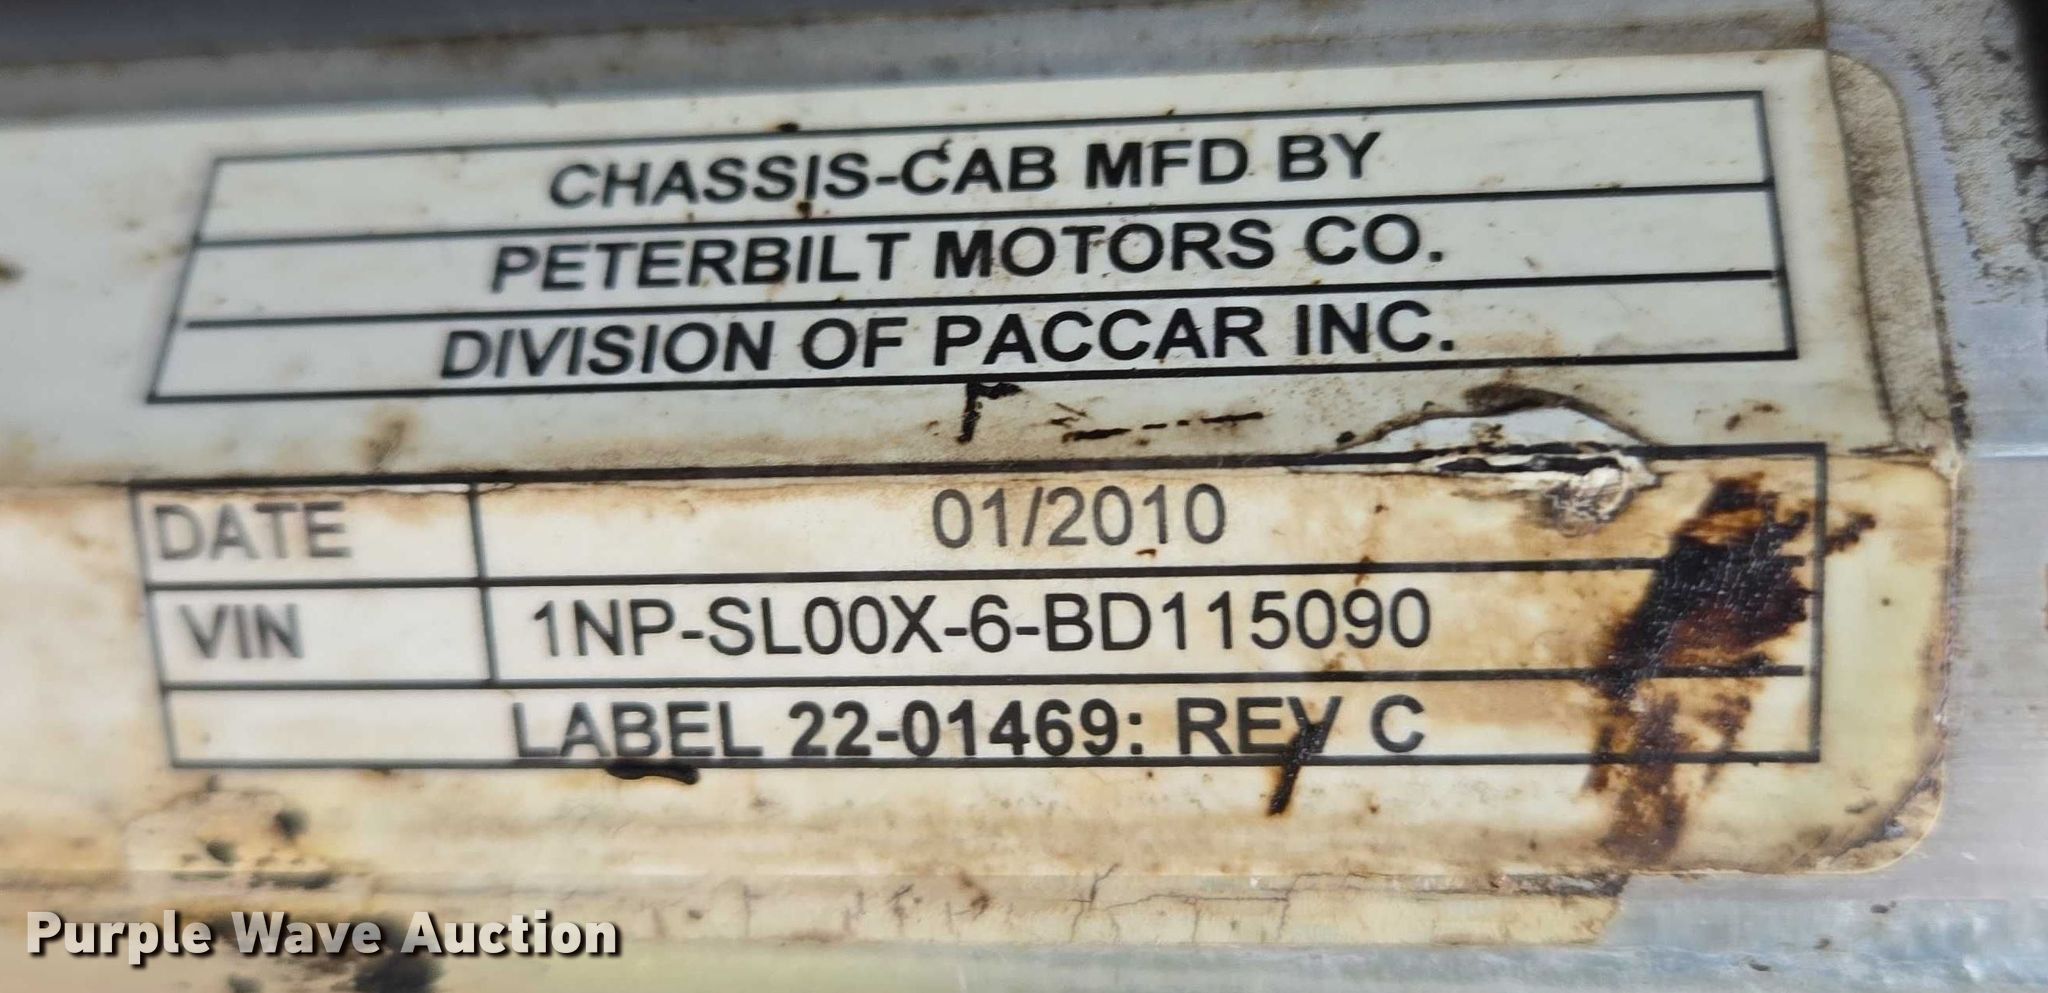 CHASSIS-CAB MFD BY
PETERBILT MOTORS CO.
DIVISION OF PACCAR INC.
DATE 01/2010
VIN 1NP-SL00X-6-BD115090
LABEL 22-01469: REV C
Purple Wave Auction